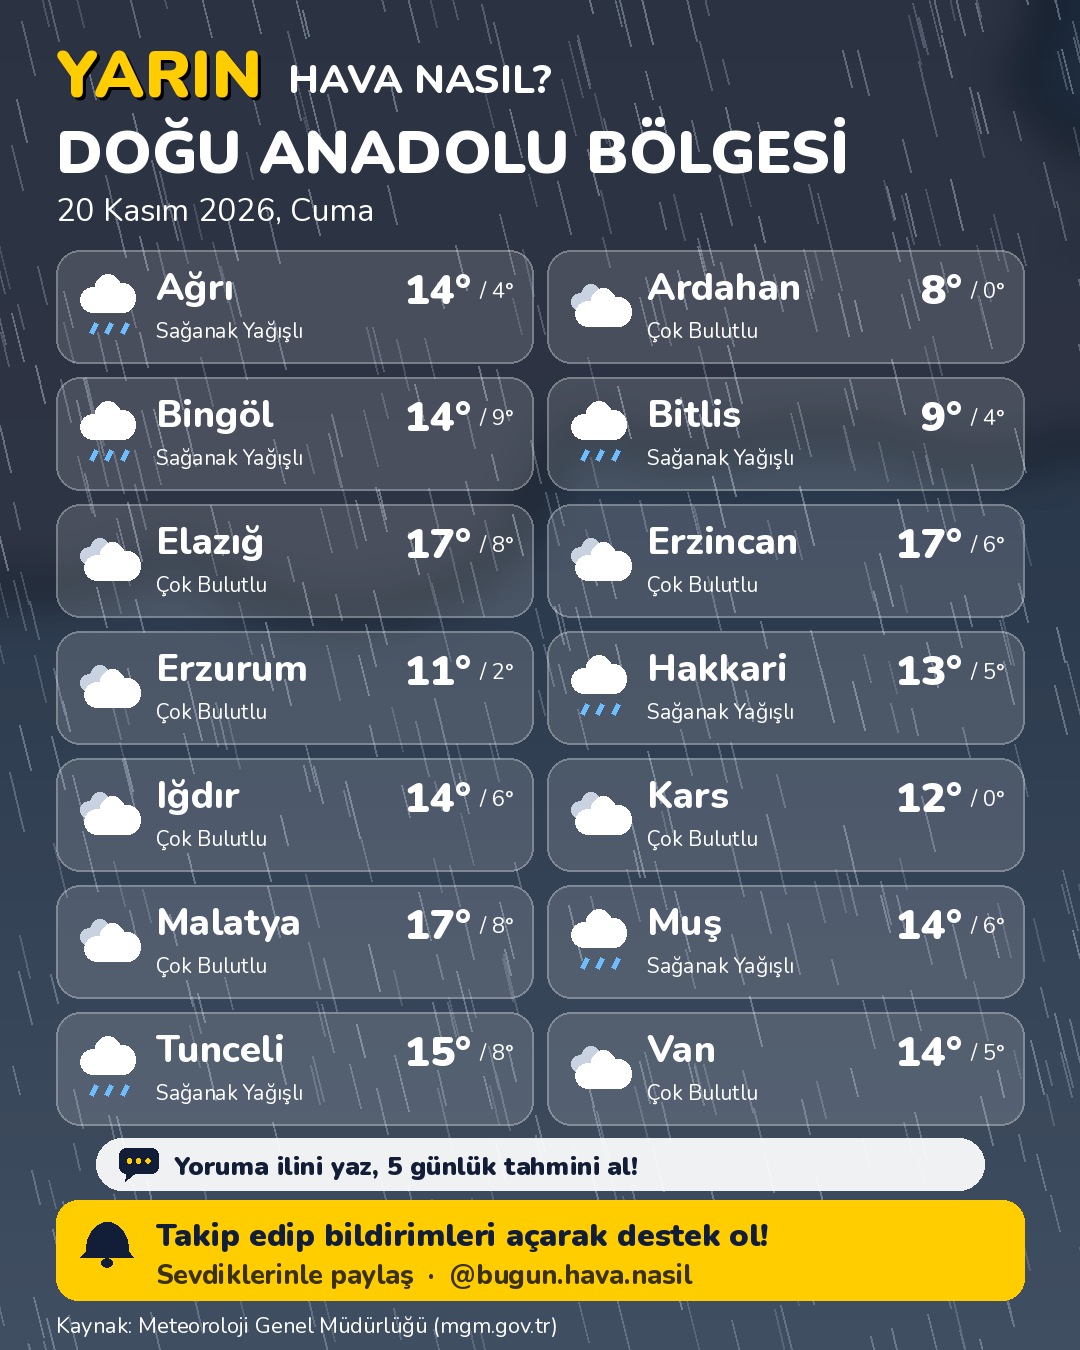 YARIN HAVA NASIL?
DOĞU ANADOLU BÖLGESİ
20 Kasım 2026, Cuma
Ağrı 14° / 4°
Sağanak Yağışlı
Ardahan 8° / 0°
Çok Bulutlu
Bingöl 14° / 9°
Sağanak Yağışlı
Bitlis 9° / 4°
Sağanak Yağışlı
Elazığ 17° / 8°
Çok Bulutlu
Erzincan 17° / 6°
Çok Bulutlu
Erzurum 11° / 2°
Çok Bulutlu
Hakkari 13° / 5°
Sağanak Yağışlı
Iğdır 14° / 6°
Çok Bulutlu
Kars 12° / 0°
Çok Bulutlu
Malatya 17° / 8°
Çok Bulutlu
Muş 14° / 6°
Sağanak Yağışlı
Tunceli 15° / 8°
Sağanak Yağışlı
Van 14° / 5°
Çok Bulutlu
Yoruma ilini yaz, 5 günlük tahmini al!
Takip edip bildirimleri açarak destek ol!
Sevdiklerinle paylaş · @bugun.hava.nasil
Kaynak: Meteoroloji Genel Müdürlüğü (mgm.gov.tr)